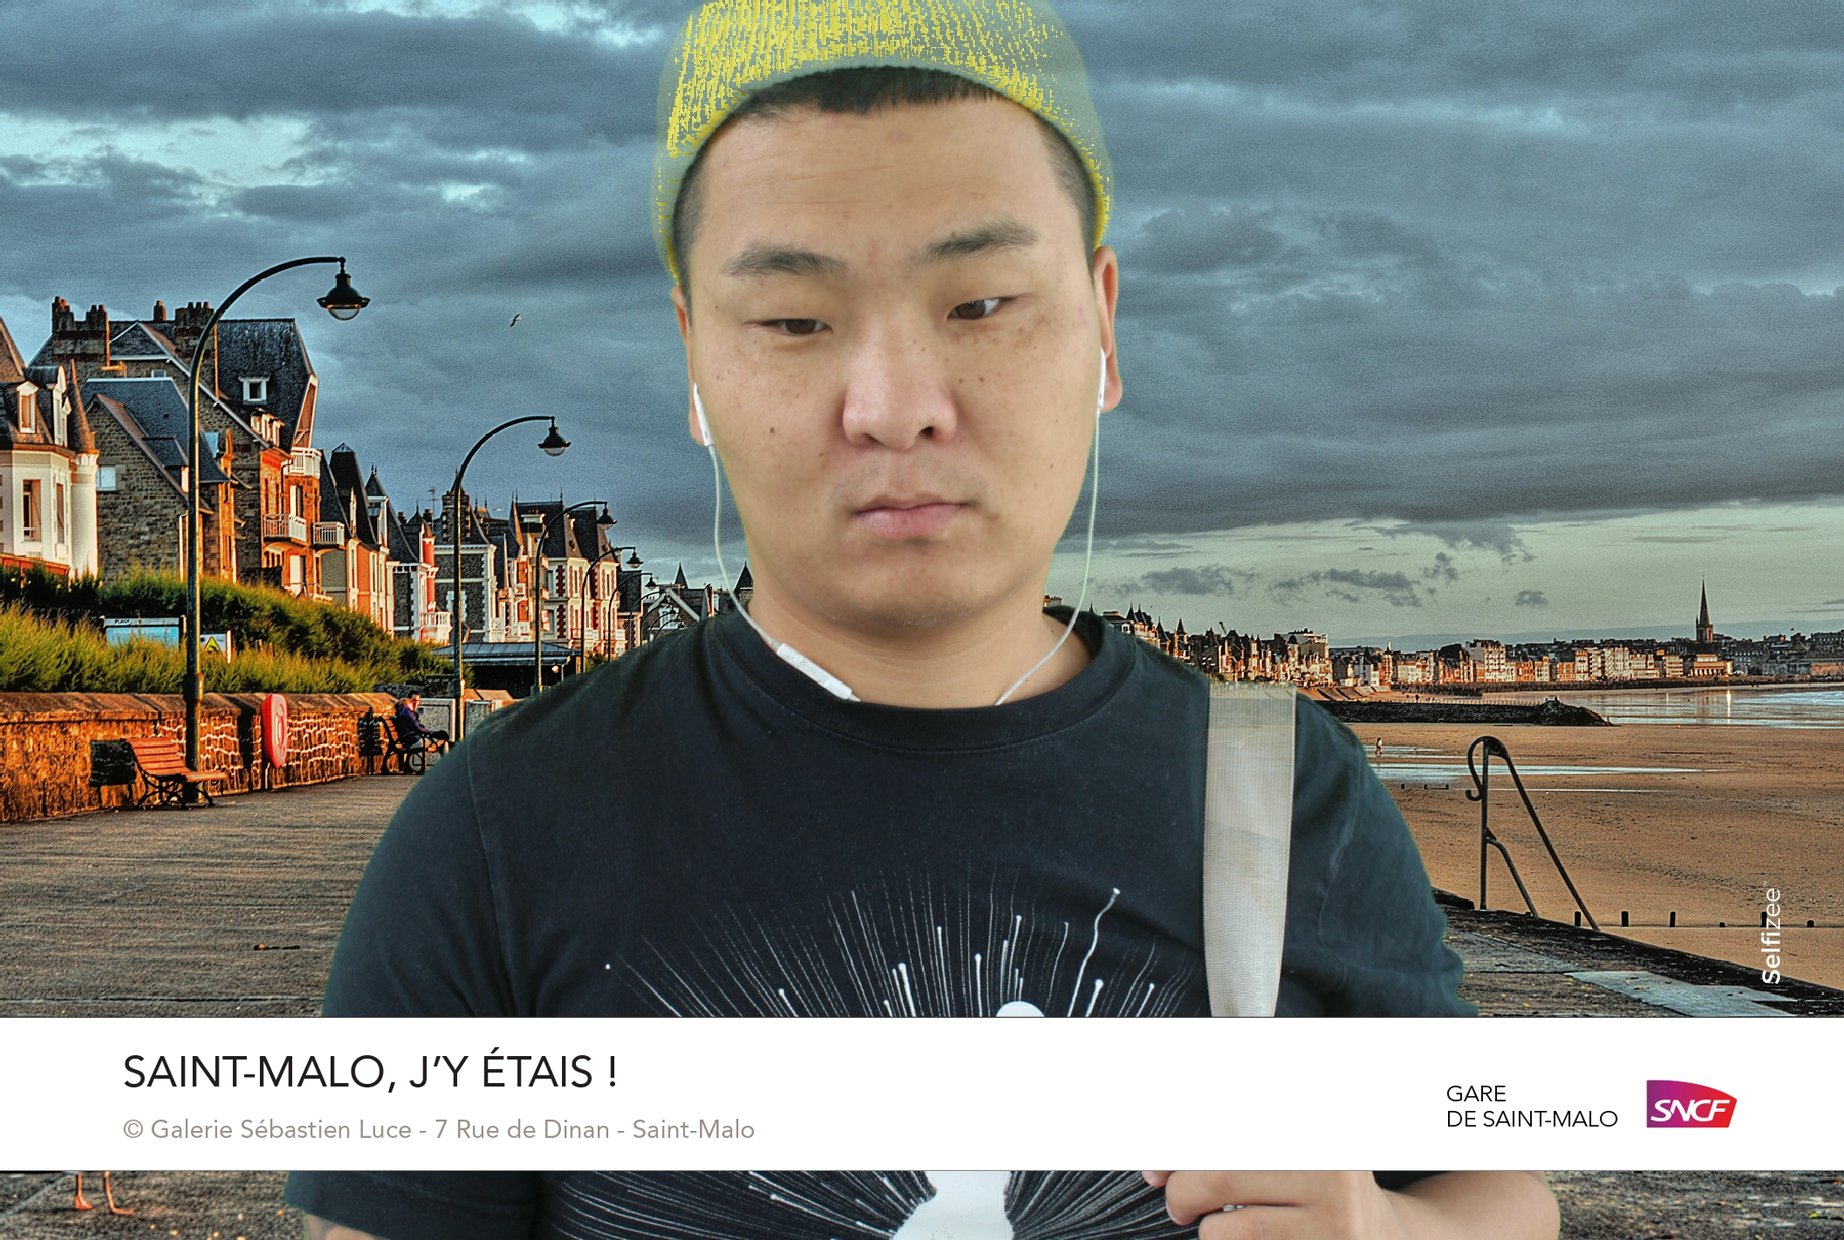 Selfizee
SAINT-MALO, J’Y ÉTAIS !
© Galerie Sébastien Luce - 7 Rue de Dinan - Saint-Malo
GARE
DE SAINT-MALO
SNCF